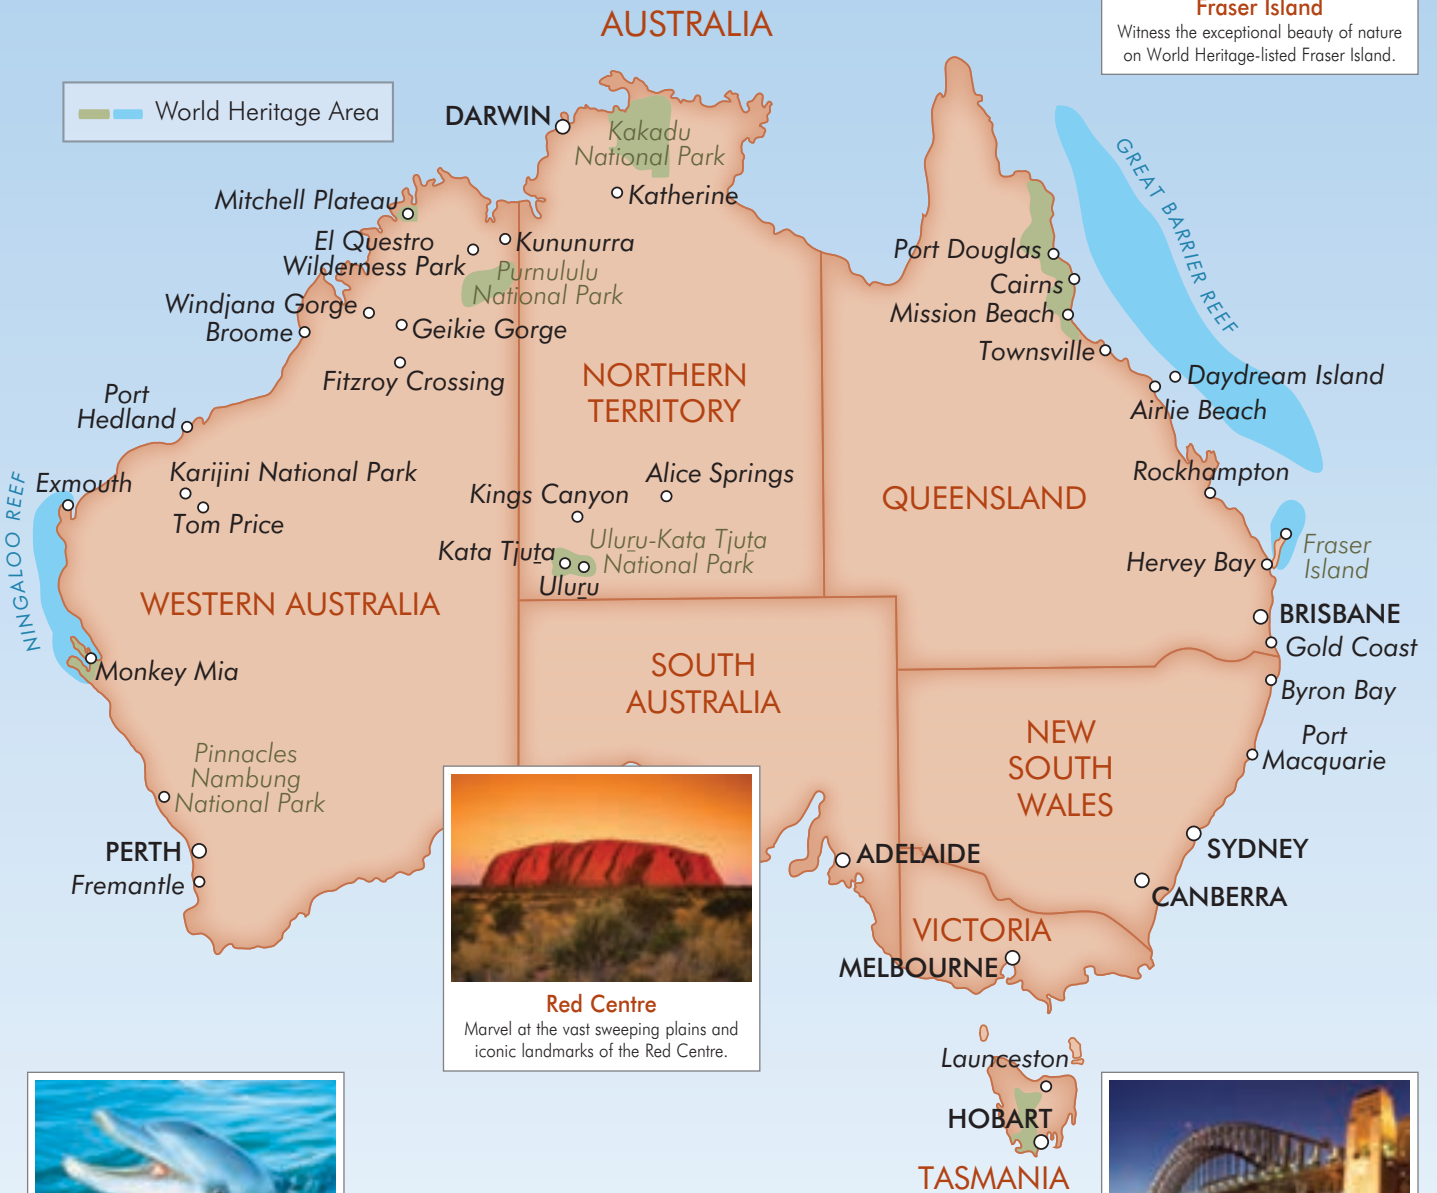 AUSTRALIA
Fraser Island
Witness the exceptional beauty of nature
on World Heritage-listed Fraser Island.
World Heritage Area
DARWIN
Kakadu
National Park
Katherine
Mitchell Plateau
El Questro
Wilderness Park
Kununurra
Purnululu
National Park
Windjana Gorge
Broome
Geikie Gorge
Fitzroy Crossing
Port
Hedland
Karijini National Park
Exmouth
Tom Price
NINGALOO REEF
WESTERN AUSTRALIA
Monkey Mia
Pinnacles
Nambung
National Park
PERTH
Fremantle
NORTHERN
TERRITORY
Alice Springs
Kings Canyon
Kata Tjuṯa
Uluṟu-Kata Tjuṯa
National Park
Uluṟu
SOUTH
AUSTRALIA
ADELAIDE
GREAT BARRIER REEF
Port Douglas
Cairns
Mission Beach
Townsville
Daydream Island
Airlie Beach
Rockhampton
QUEENSLAND
Fraser
Island
Hervey Bay
BRISBANE
Gold Coast
Byron Bay
Port
Macquarie
NEW
SOUTH
WALES
SYDNEY
CANBERRA
VICTORIA
MELBOURNE
Red Centre
Marvel at the vast sweeping plains and
iconic landmarks of the Red Centre.
Launceston
HOBART
TASMANIA